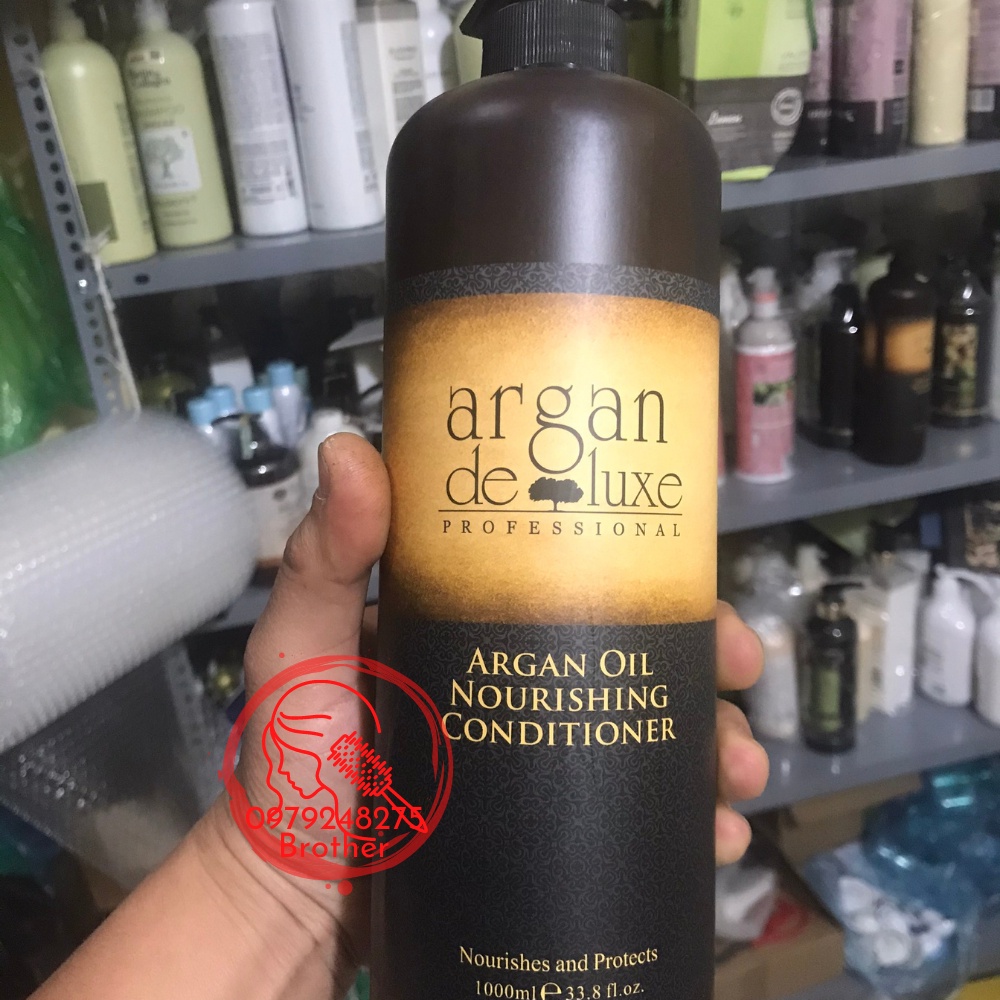 argan
de luxe
PROFESSIONAL
ARGAN OIL
NOURISHING
CONDITIONER
Nourishes and Protects
1000ml ℮ 33.8 fl.oz.
0979248275
Brother